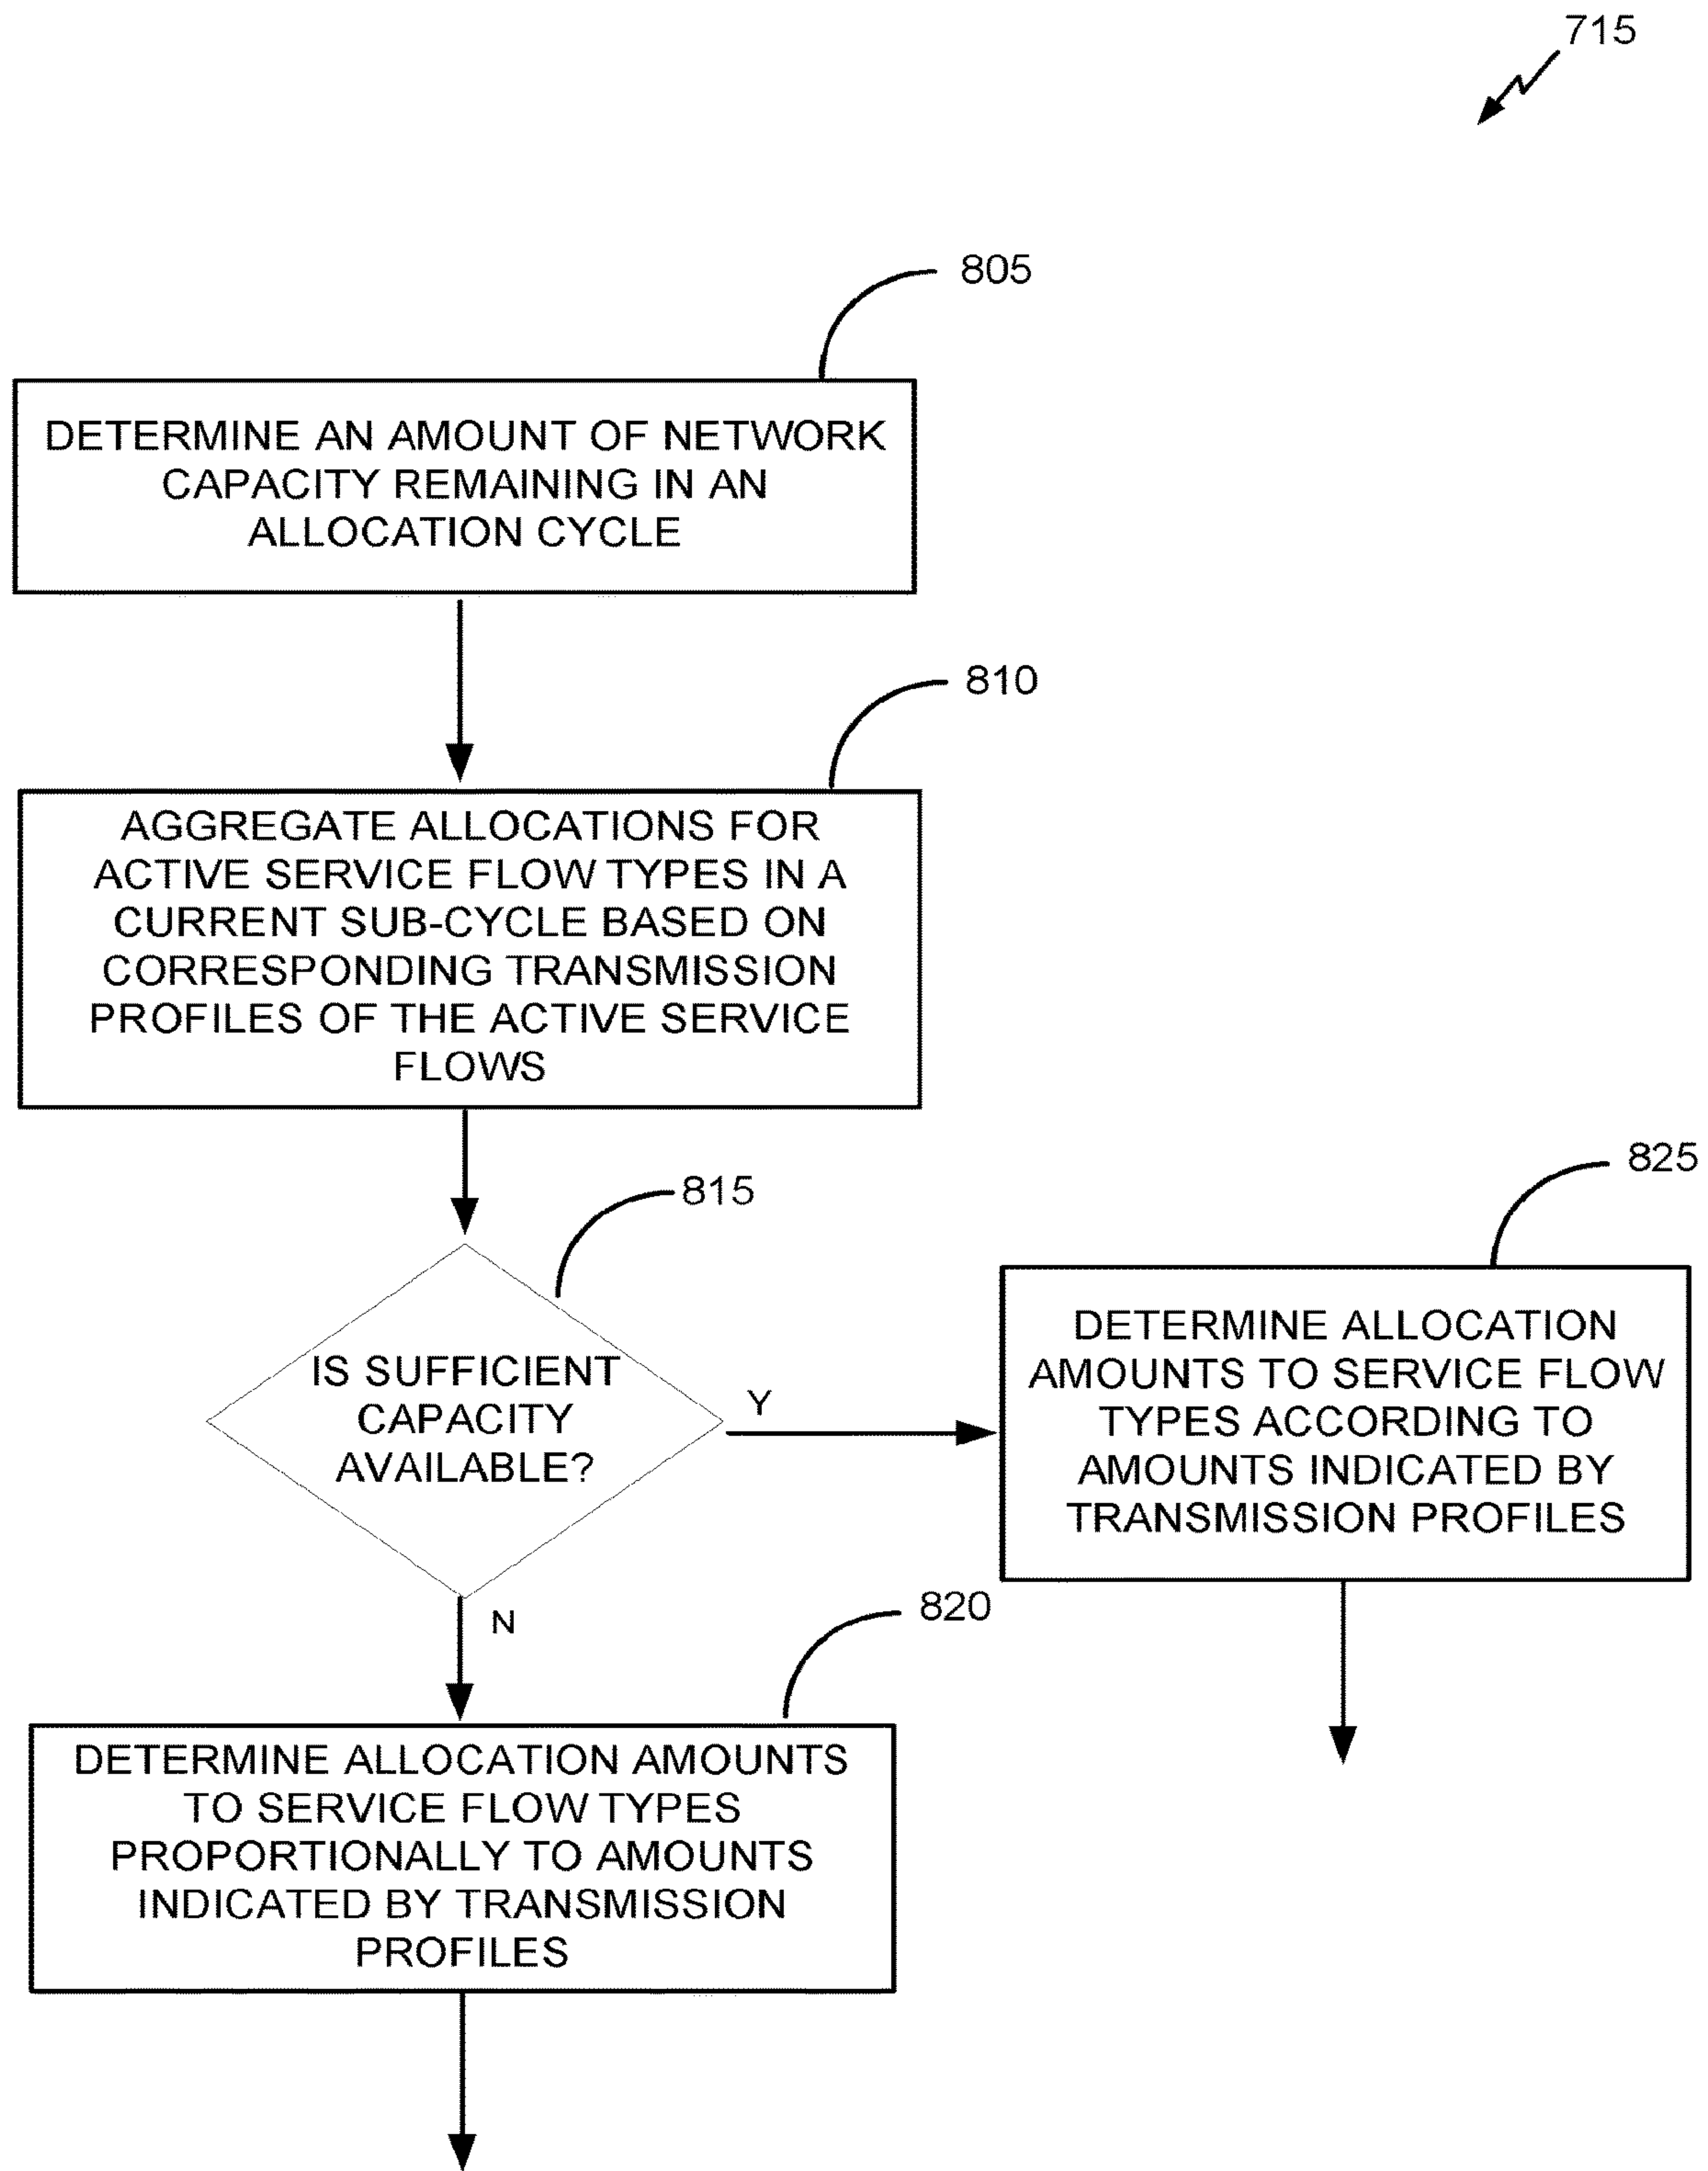 715
805
DETERMINE AN AMOUNT OF NETWORK
CAPACITY REMAINING IN AN
ALLOCATION CYCLE
810
AGGREGATE ALLOCATIONS FOR
ACTIVE SERVICE FLOW TYPES IN A
CURRENT SUB-CYCLE BASED ON
CORRESPONDING TRANSMISSION
PROFILES OF THE ACTIVE SERVICE
FLOWS
815
IS SUFFICIENT
CAPACITY
AVAILABLE?
Y
825
DETERMINE ALLOCATION
AMOUNTS TO SERVICE FLOW
TYPES ACCORDING TO
AMOUNTS INDICATED BY
TRANSMISSION PROFILES
N
820
DETERMINE ALLOCATION AMOUNTS
TO SERVICE FLOW TYPES
PROPORTIONALLY TO AMOUNTS
INDICATED BY TRANSMISSION
PROFILES